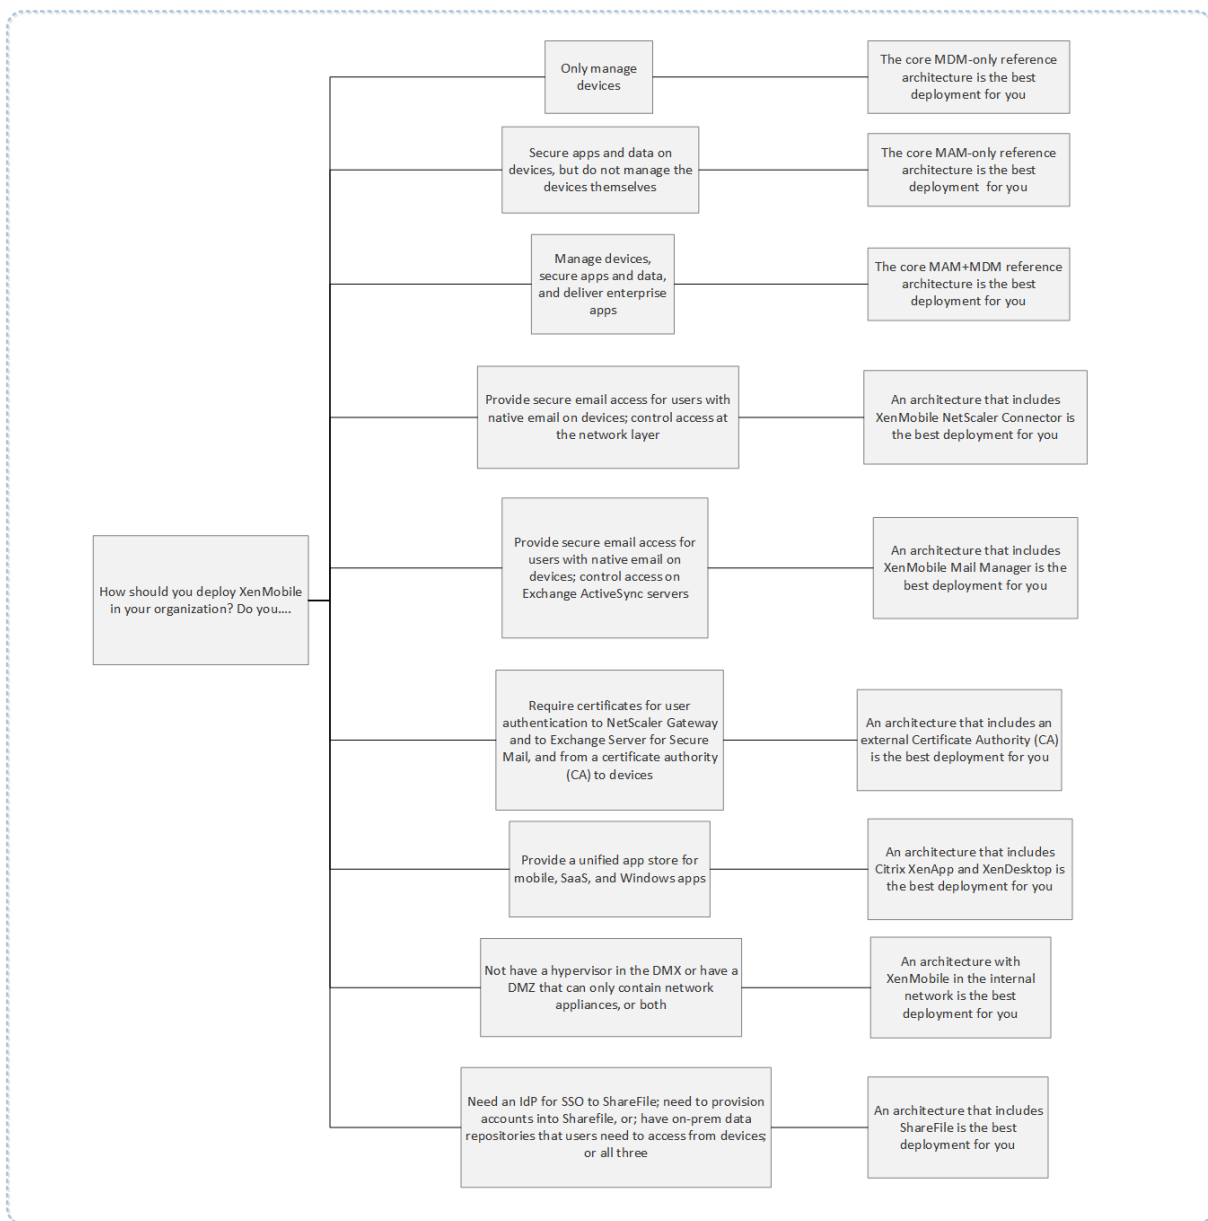 Only manage
devices
The core MDM-only reference
architecture is the best
deployment for you
Secure apps and data on
devices, but do not manage the
devices themselves
The core MAM-only reference
architecture is the best
deployment  for you
Manage devices,
secure apps and data,
and deliver enterprise
apps
The core MAM+MDM reference
architecture is the best
deployment for you
Provide secure email access for users with
native email on devices; control access at
the network layer
An architecture that includes
XenMobile NetScaler Connector is
the best deployment for you
How should you deploy XenMobile
in your organization? Do you....
Provide secure email access for
users with native email on
devices; control access on
Exchange ActiveSync servers
An architecture that includes
XenMobile Mail Manager is the
best deployment for you
Require certificates for user
authentication to NetScaler Gateway
and to Exchange Server for Secure
Mail, and from a certificate authority
(CA) to devices
An architecture that includes an
external Certificate Authority (CA)
is the best deployment for you
Provide a unified app store for
mobile, SaaS, and Windows apps
An architecture that includes
Citrix XenApp and XenDesktop is
the best deployment for you
Not have a hypervisor in the DMX or have a
DMZ that can only contain network
appliances, or both
An architecture with
XenMobile in the internal
network is the best
deployment for you
Need an IdP for SSO to ShareFile; need to provision
accounts into Sharefile, or; have on-prem data
repositories that users need to access from devices;
or all three
An architecture that includes
ShareFile is the best
deployment for you